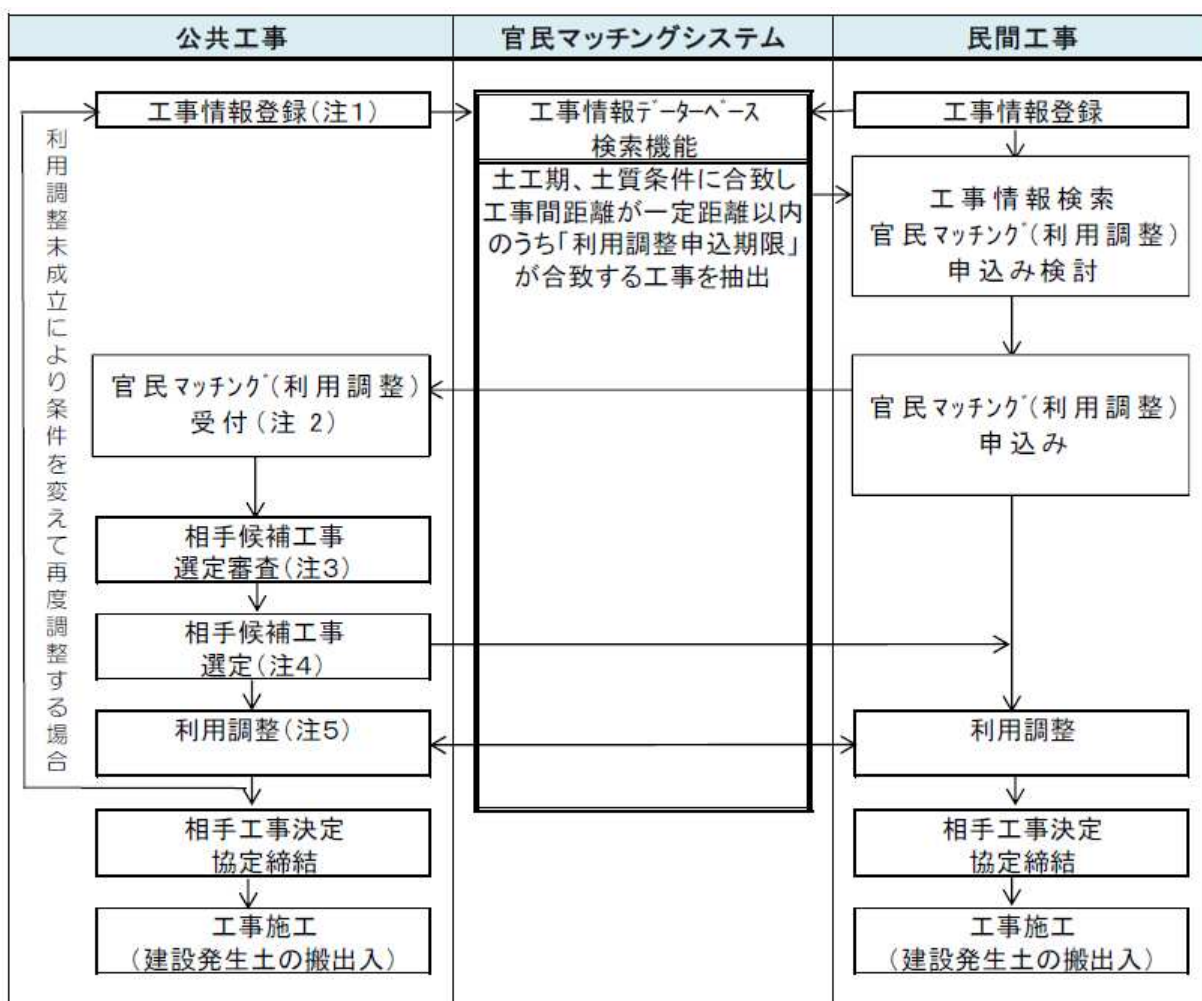 公共工事
官民マッチングシステム
民間工事
工事情報登録(注1)
工事情報ﾃﾞｰﾀｰﾍﾞｰｽ
検索機能
土工期、土質条件に合致し
工事間距離が一定距離以内
のうち「利用調整申込期限」
が合致する工事を抽出
工事情報登録
工事情報検索
官民ﾏｯﾁﾝｸﾞ(利用調整)
申込み検討
利用調整未成立により条件を変えて再度調整する場合
官民ﾏｯﾁﾝｸﾞ(利用調整)
受付(注 2)
官民ﾏｯﾁﾝｸﾞ(利用調整)
申込み
相手候補工事
選定審査(注3)
相手候補工事
選定(注4)
利用調整(注5)
利用調整
相手工事決定
協定締結
相手工事決定
協定締結
工事施工
(建設発生土の搬出入)
工事施工
(建設発生土の搬出入)